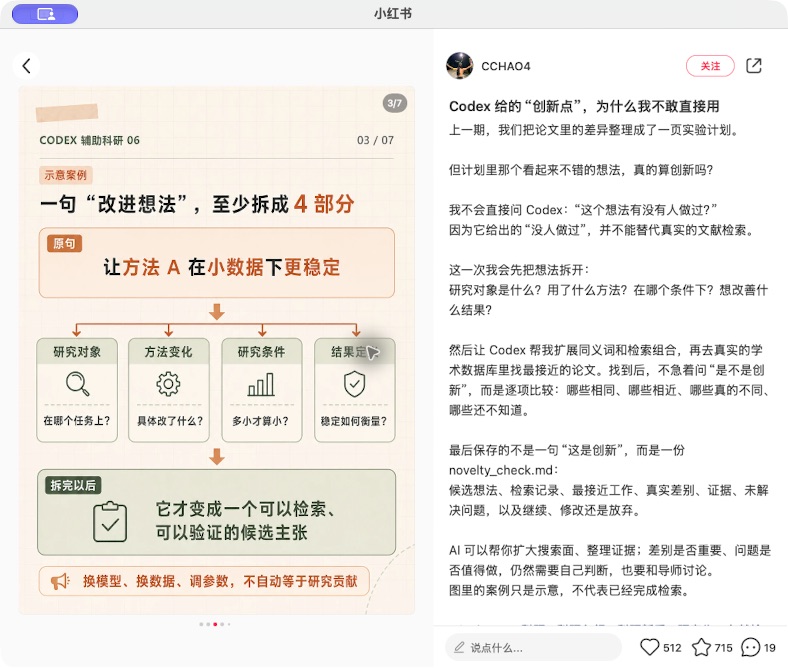 小红书
3/7
CODEX 辅助科研 06
03 / 07
示意案例
一句“改进想法”，至少拆成 4 部分
原句
让方法 A 在小数据下更稳定
研究对象
方法变化
研究条件
结果定
在哪个任务上？
具体改了什么？
多小才算小？
稳定如何衡量？
拆完以后
它才变成一个可以检索、
可以验证的候选主张
换模型、换数据、调参数，不自动等于研究贡献
CCHAO4
关注
Codex 给的“创新点”，为什么我不敢直接用
上一期，我们把论文里的差异整理成了一页实验计划。
但计划里那个看起来不错的想法，真的算创新吗？
我不会直接问 Codex：“这个想法有没有人做过？”
因为它给出的“没人做过”，并不能替代真实的文献检索。
这一次我会先把想法拆开：
研究对象是什么？用了什么方法？在哪个条件下？想改善什
么结果？
然后让 Codex 帮我扩展同义词和检索组合，再去真实的学
术数据库里找最接近的论文。找到后，不急着问“是不是创
新”，而是逐项比较：哪些相同、哪些相近、哪些真的不同、
哪些还不知道。
最后保存的不是一句“这是创新”，而是一份
novelty_check.md：
候选想法、检索记录、最接近工作、真实差别、证据、未解
决问题，以及继续、修改还是放弃。
AI 可以帮你扩大搜索面、整理证据；差别是否重要、问题是
否值得做，仍然需要自己判断，也要和导师讨论。
图里的案例只是示意，不代表已经完成检索。
说点什么...
512
715
19